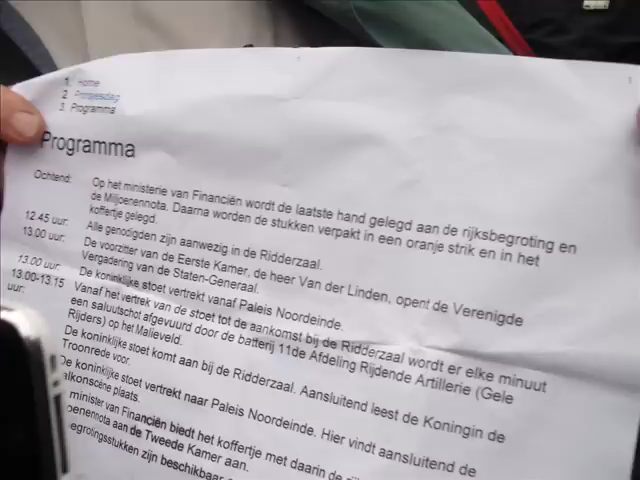 1. Home
2. Prinsjesdag
3. Programma
Programma
Ochtend: Op het ministerie van Financiën wordt de laatste hand gelegd aan de rijksbegroting en
de Miljoenennota. Daarna worden de stukken verpakt in een oranje strik en in het
koffertje gelegd.
12.45 uur: Alle genodigden zijn aanwezig in de Ridderzaal.
13.00 uur: De voorzitter van de Eerste Kamer, de heer Van der Linden, opent de Verenigde
Vergadering van de Staten-Generaal.
13.00 uur: De koninklijke stoet vertrekt vanaf Paleis Noordeinde.
13.00-13.15 Vanaf het vertrek van de stoet tot de aankomst bij de Ridderzaal wordt er elke minuut
uur: een saluutschot afgevuurd door de batterij 11de Afdeling Rijdende Artillerie (Gele
Rijders) op het Malieveld.
De koninklijke stoet komt aan bij de Ridderzaal. Aansluitend leest de Koningin de
Troonrede voor.
De koninklijke stoet vertrekt naar Paleis Noordeinde. Hier vindt aansluitend de
alkonscène plaats.
minister van Financiën biedt het koffertje met daarin de
oenennota aan de Tweede Kamer aan.
egrotingsstukken zijn beschikbaar